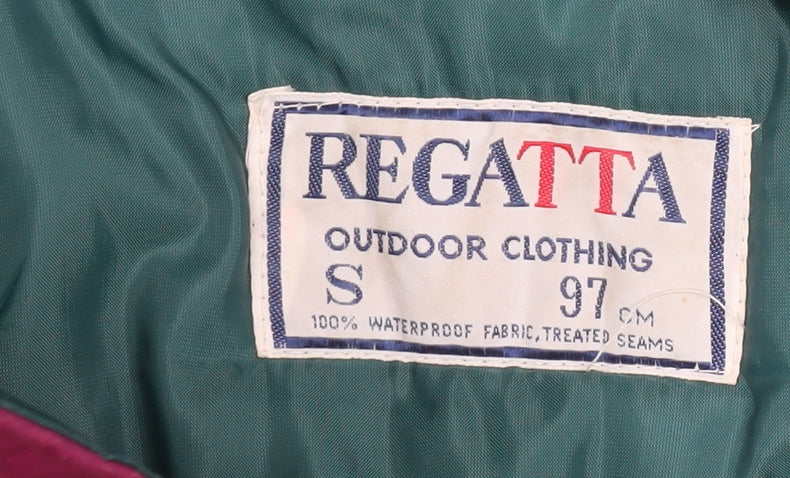 REGATTA
OUTDOOR CLOTHING
S 97 CM
100% WATERPROOF FABRIC, TREATED SEAMS